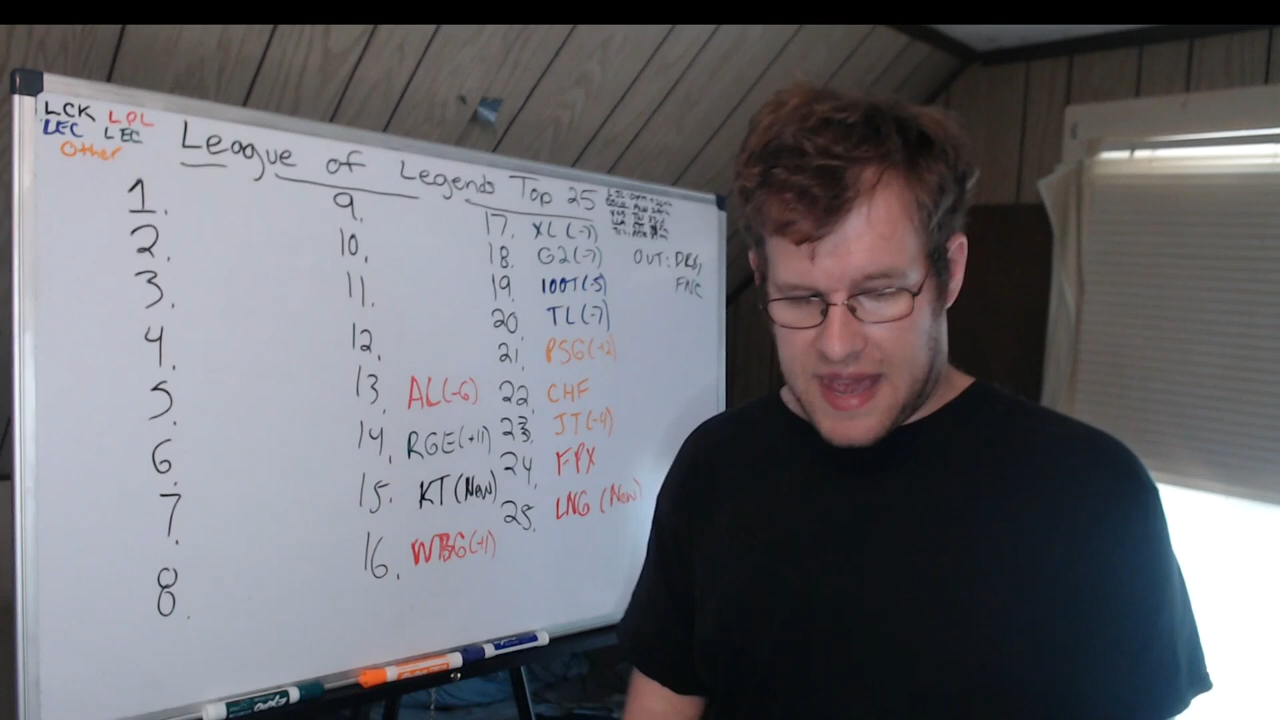 LCK LPL
LEC LEC
Other
League of Legends Top 25
1.
2.
3.
4.
5.
6.
7.
8.
9.
10.
11.
12.
13. AL(-6)
14. RGE(+11)
15. KT(New)
16. WBG(+1)
17. XL(-7)
18. G2(-7)
19. 100T(-5)
20. TL(-7)
21. PSG(+2)
22. CHF
23. JT(-4)
24. FPX
25. LNG (New)
OUT: DRG,
FNC